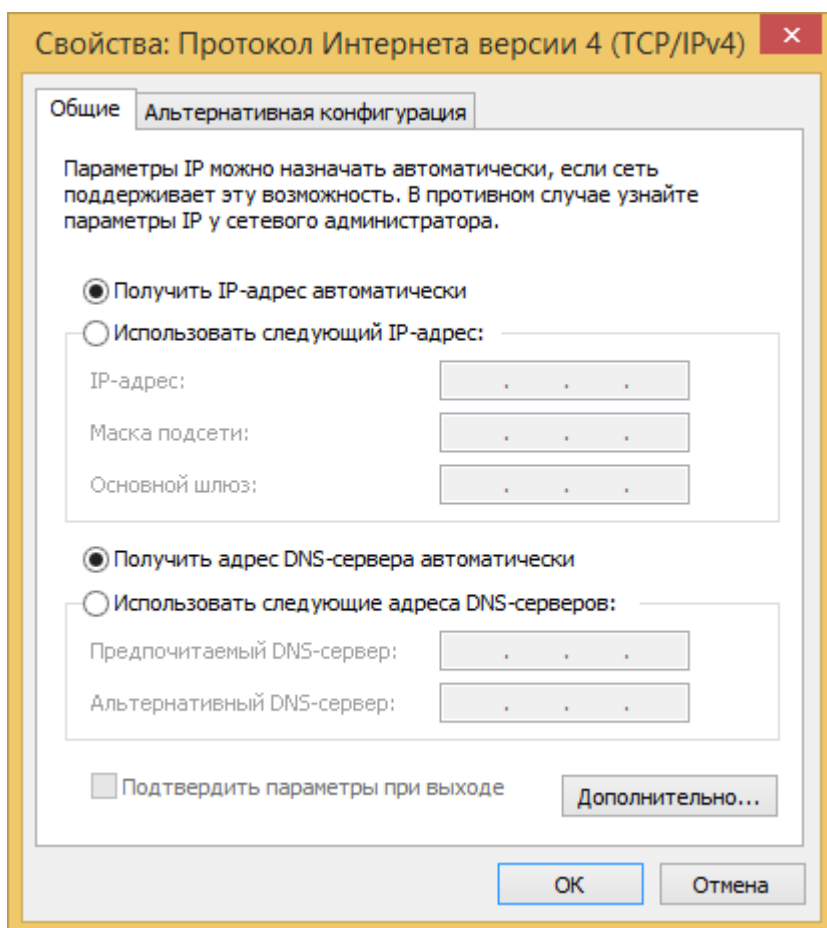 Свойства: Протокол Интернета версии 4 (TCP/IPv4)
Общие
Альтернативная конфигурация
Параметры IP можно назначать автоматически, если сеть
поддерживает эту возможность. В противном случае узнайте
параметры IP у сетевого администратора.
Получить IP-адрес автоматически
Использовать следующий IP-адрес:
IP-адрес:
Маска подсети:
Основной шлюз:
Получить адрес DNS-сервера автоматически
Использовать следующие адреса DNS-серверов:
Предпочитаемый DNS-сервер:
Альтернативный DNS-сервер:
Подтвердить параметры при выходе
Дополнительно...
ОК
Отмена